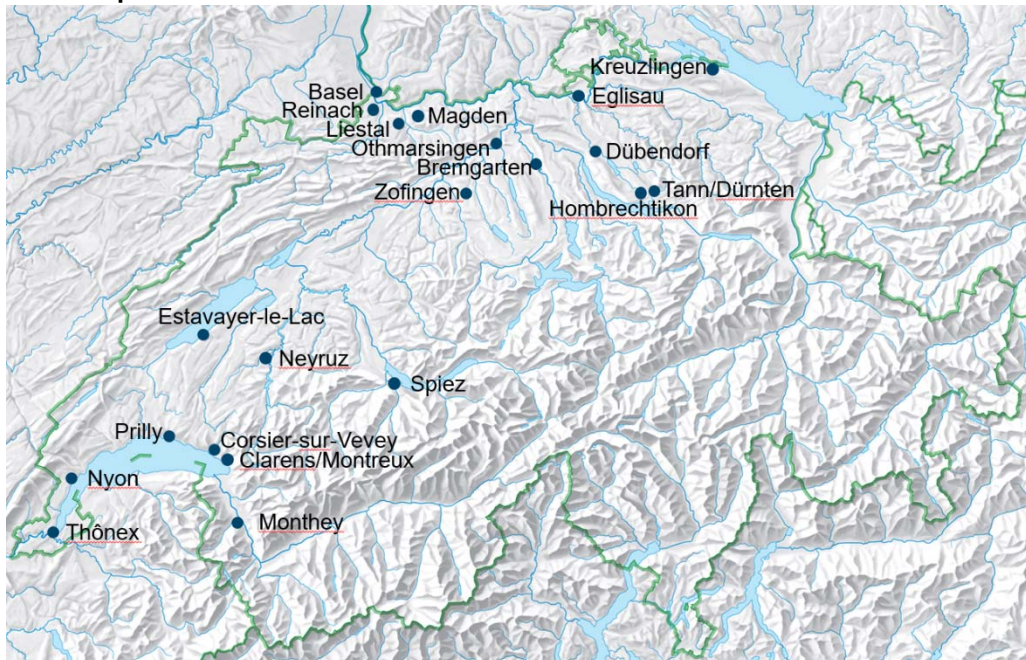 Kreuzlingen
Basel
Eglisau
Reinach
Magden
Liestal
Othmarsingen
Dübendorf
Bremgarten
Zofingen
Tann/Dürnten
Hombrechtikon
Estavayer-le-Lac
Neyruz
Spiez
Prilly
Corsier-sur-Vevey
Clarens/Montreux
Nyon
Monthey
Thônex